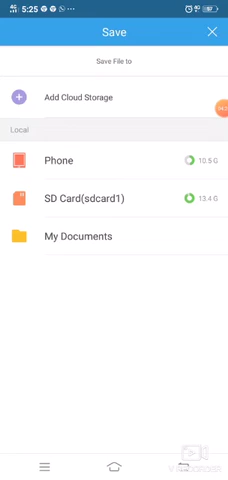 5:25
Save
Save File to
Add Cloud Storage
Local
Phone
10.5 G
SD Card(sdcard1)
13.4 G
My Documents